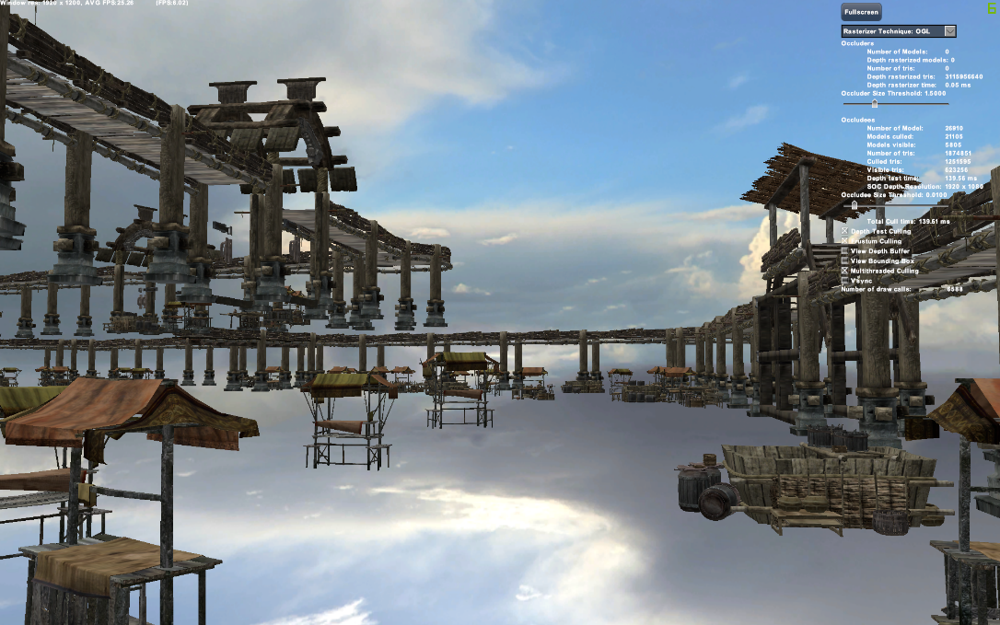 Window res: 1920 x 1200, AVG FPS:25.26 (FPS:6.02)
6
Fullscreen
Rasterizer Technique: OGL
Occluders
Number of Models: 0
Depth rasterized models: 0
Number of tris: 0
Depth rasterized tris: 3115956640
Depth rasterizer time: 0.05 ms
Occluder Size Threshold: 1.5000
Occludees
Number of Model: 26910
Models culled: 21105
Models visible: 5805
Number of tris: 1874851
Culled tris: 1251595
Visible tris: 623256
Depth test time: 139.56 ms
SOC Depth Resolution: 1920 x 1080
Occludee Size Threshold: 0.0100
Total Cull time: 139.61 ms
Depth Test Culling
Frustum Culling
View Depth Buffer
View Bounding Box
Multithreaded Culling
Vsync
Number of draw calls: 6588